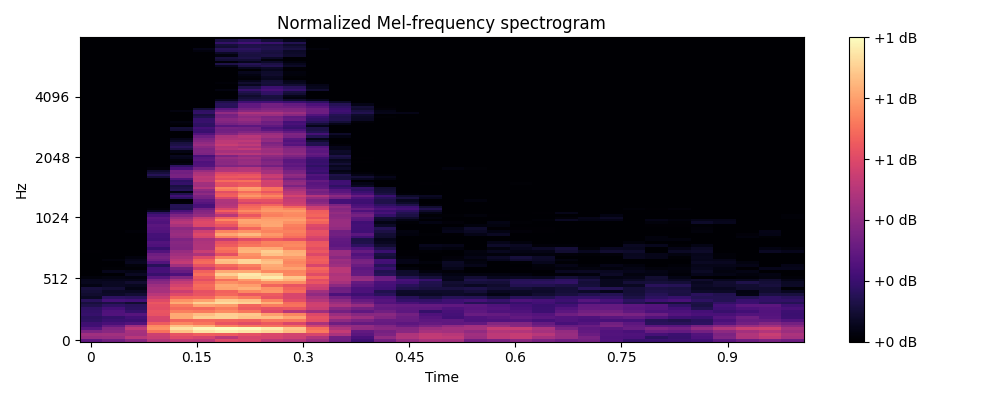 Normalized Mel-frequency spectrogram
Hz
4096
2048
1024
512
0
0 0.15 0.3 0.45 0.6 0.75 0.9
Time
+1 dB
+1 dB
+1 dB
+0 dB
+0 dB
+0 dB